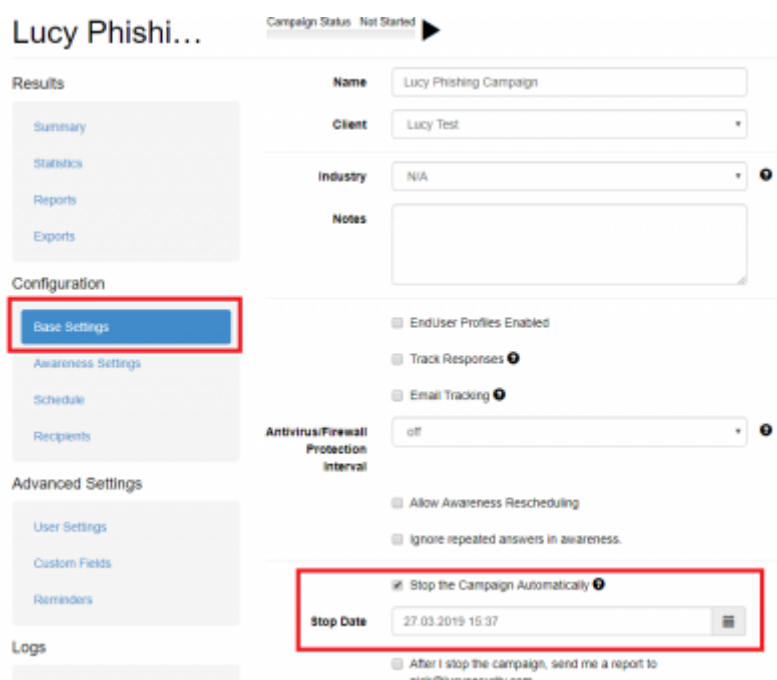 Lucy Phishi...
Campaign Status Not Started
Results
Summary
Statistics
Reports
Exports
Configuration
Base Settings
Awareness Settings
Schedule
Recipients
Advanced Settings
User Settings
Custom Fields
Reminders
Logs
Name Lucy Phishing Campaign
Client Lucy Test
Industry N/A
Notes
EndUser Profiles Enabled
Track Responses
Email Tracking
Antivirus/Firewall
Protection
Interval
off
Allow Awareness Rescheduling
Ignore repeated answers in awareness.
Stop the Campaign Automatically
Stop Date 27.03.2019 15:37
After I stop the campaign, send me a report to